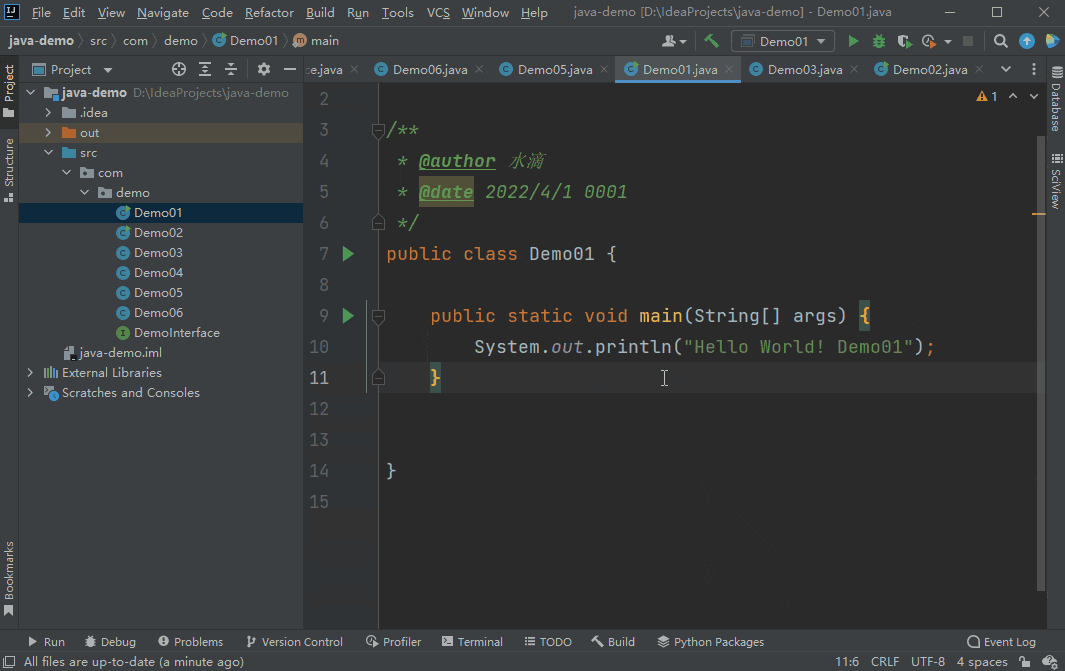 File Edit View Navigate Code Refactor Build Run Tools VCS Window Help java-demo [D:\IdeaProjects\java-demo] - Demo01.java
java-demo src com demo Demo01 main Demo01
Project ce.java Demo06.java Demo05.java Demo01.java Demo03.java Demo02.java
Project
Structure
Bookmarks
java-demo D:\IdeaProjects\java-demo
.idea
out
src
com
demo
Demo01
Demo02
Demo03
Demo04
Demo05
Demo06
DemoInterface
java-demo.iml
External Libraries
Scratches and Consoles
1
2
3 /**
4 * @author 水滴
5 * @date 2022/4/1 0001
6 */
7 public class Demo01 {
8
9 public static void main(String[] args) {
10 System.out.println("Hello World! Demo01");
11 }
12
13
14 }
15
Database
SciView
Run Debug Problems Version Control Profiler Terminal TODO Build Python Packages Event Log
All files are up-to-date (a minute ago) 11:6 CRLF UTF-8 4 spaces